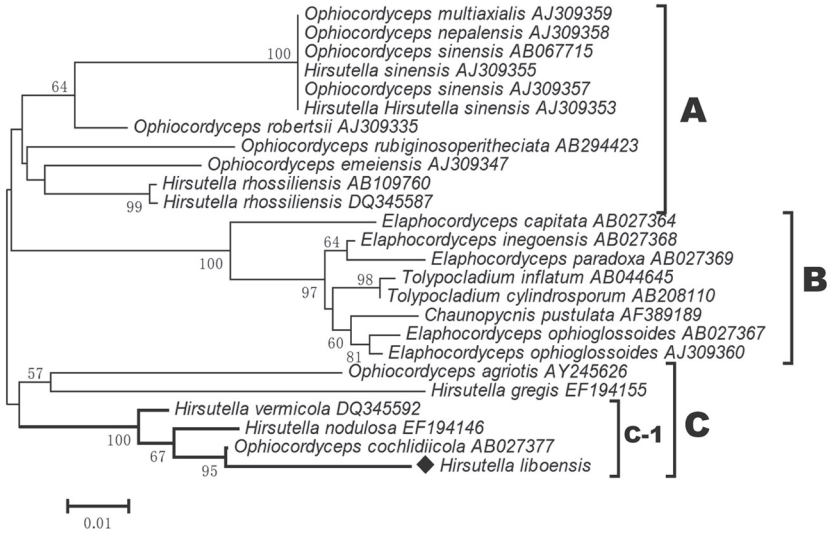 Ophiocordyceps multiaxialis AJ309359
Ophiocordyceps nepalensis AJ309358
Ophiocordyceps sinensis AB067715
100
Hirsutella sinensis AJ309355
Ophiocordyceps sinensis AJ309357
64
Hirsutella Hirsutella sinensis AJ309353
A
Ophiocordyceps robertsii AJ309335
Ophiocordyceps rubiginosoperitheciata AB294423
Ophiocordyceps emeiensis AJ309347
Hirsutella rhossiliensis AB109760
99
Hirsutella rhossiliensis DQ345587
Elaphocordyceps capitata AB027364
64
Elaphocordyceps inegoensis AB027368
100
Elaphocordyceps paradoxa AB027369
98
Tolypocladium inflatum AB044645
B
97
Tolypocladium cylindrosporum AB208110
Chaunopycnis pustulata AF389189
60
Elaphocordyceps ophioglossoides AB027367
81
Elaphocordyceps ophioglossoides AJ309360
57
Ophiocordyceps agriotis AY245626
Hirsutella gregis EF194155
Hirsutella vermicola DQ345592
100
Hirsutella nodulosa EF194146
C-1
C
67
Ophiocordyceps cochlidiicola AB027377
95
Hirsutella liboensis
0.01